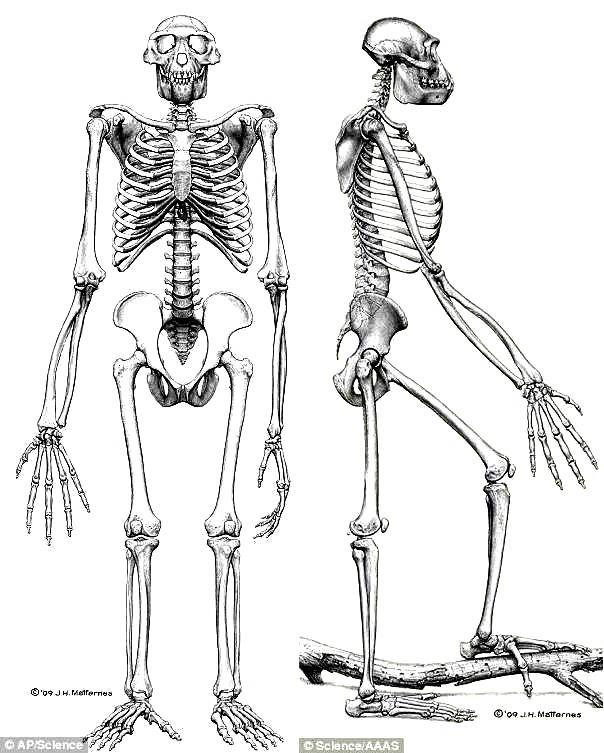 © '09 J.H. Matternes
© '09 J.H. Matternes
© AP/Science
© Science/AAAS